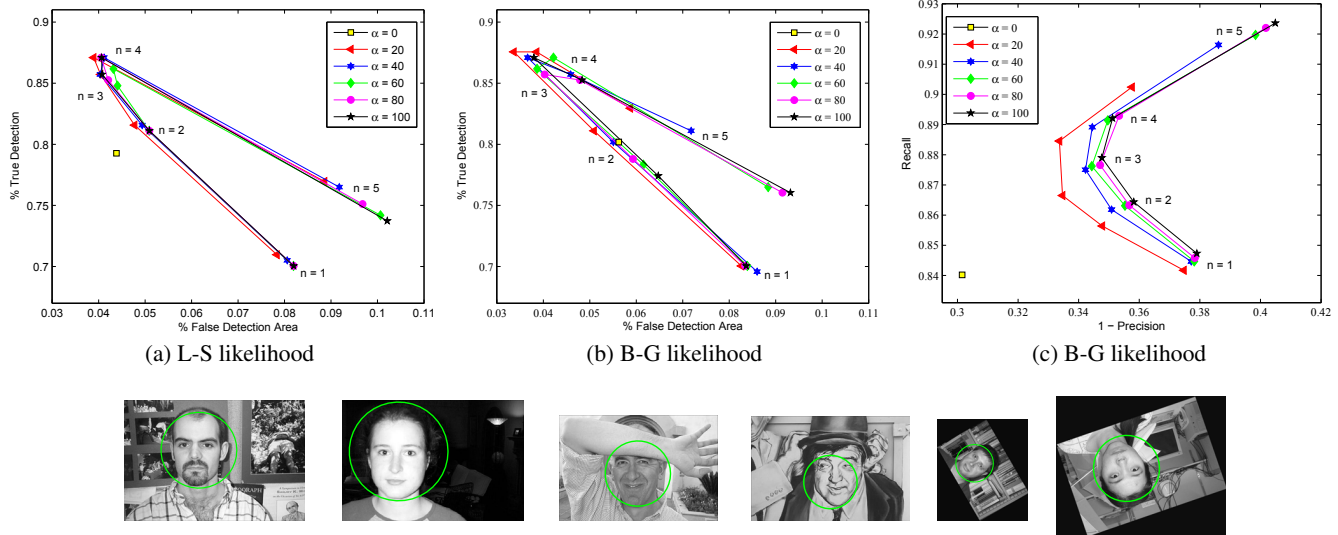 0.9
0.85
0.8
0.75
0.7
0.03 0.04 0.05 0.06 0.07 0.08 0.09 0.1 0.11
% True Detection
% False Detection Area
n = 4
n = 3
n = 2
n = 5
n = 1
α = 0
α = 20
α = 40
α = 60
α = 80
α = 100
(a) L-S likelihood
0.9
0.85
0.8
0.75
0.7
0.03 0.04 0.05 0.06 0.07 0.08 0.09 0.1 0.11
% True Detection
% False Detection Area
n = 4
n = 3
n = 5
n = 2
n = 1
α = 0
α = 20
α = 40
α = 60
α = 80
α = 100
(b) B-G likelihood
0.93
0.92
0.91
0.9
0.89
0.88
0.87
0.86
0.85
0.84
0.3 0.32 0.34 0.36 0.38 0.4 0.42
Recall
1 − Precision
n = 5
n = 4
n = 3
n = 2
n = 1
α = 0
α = 20
α = 40
α = 60
α = 80
α = 100
(c) B-G likelihood